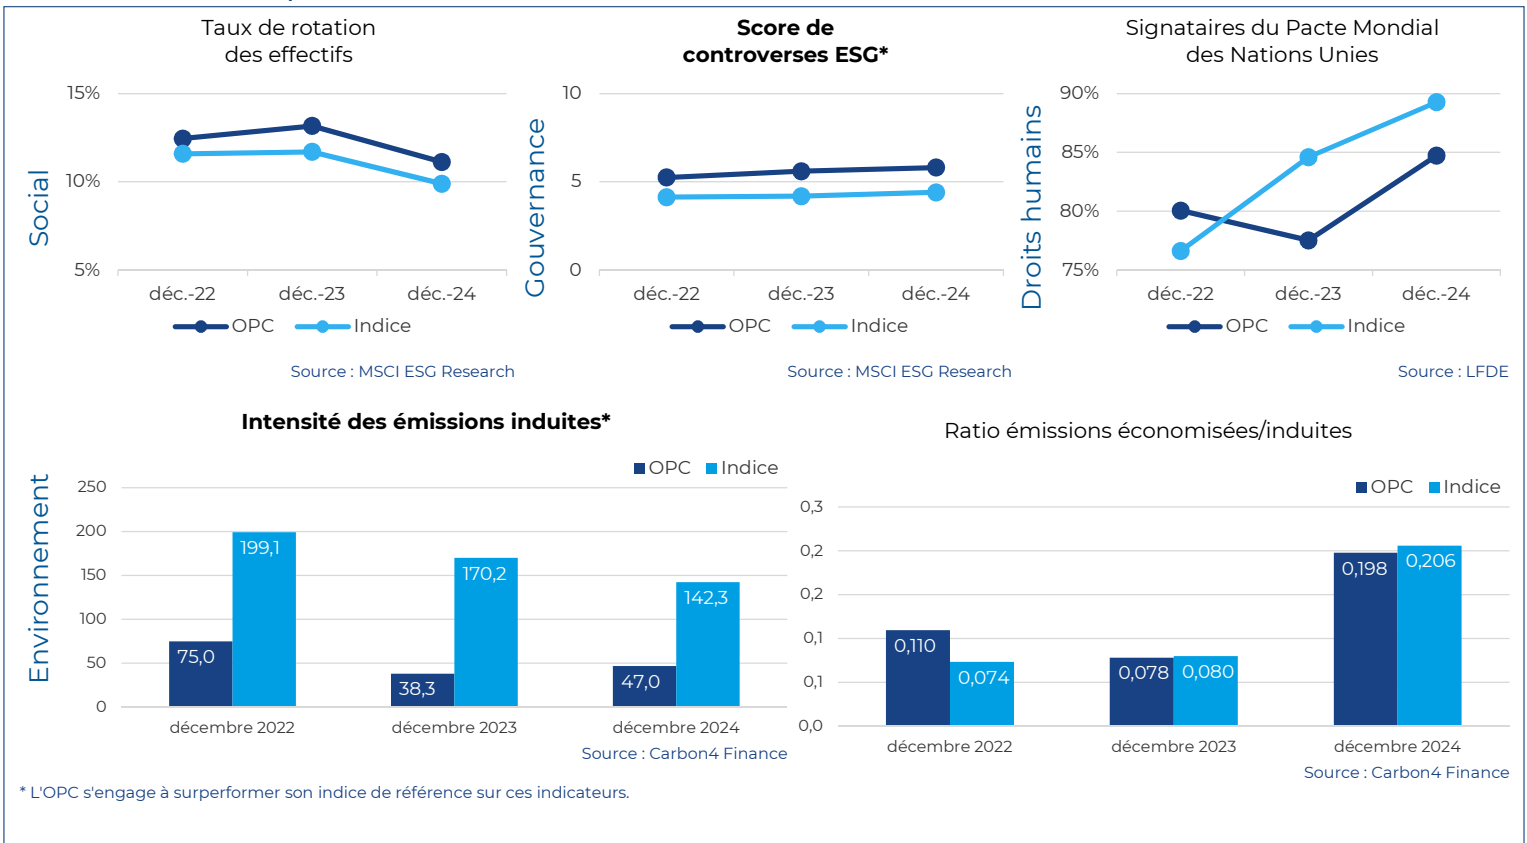 Taux de rotation
des effectifs
Social
15%
10%
5%
déc.-22 déc.-23 déc.-24
OPC Indice
Source : MSCI ESG Research
Score de
controverses ESG*
Gouvernance
10
5
0
déc.-22 déc.-23 déc.-24
OPC Indice
Source : MSCI ESG Research
Signataires du Pacte Mondial
des Nations Unies
Droits humains
90%
85%
80%
75%
déc.-22 déc.-23 déc.-24
OPC Indice
Source : LFDE
Intensité des émissions induites*
Environnement
OPC Indice
250
200
150
100
50
0
75,0 199,1
38,3 170,2
47,0 142,3
décembre 2022 décembre 2023 décembre 2024
Source : Carbon4 Finance
Ratio émissions économisées/induites
OPC Indice
0,3
0,2
0,2
0,1
0,1
0,0
0,110 0,074
0,078 0,080
0,198 0,206
décembre 2022 décembre 2023 décembre 2024
Source : Carbon4 Finance
* L'OPC s'engage à surperformer son indice de référence sur ces indicateurs.